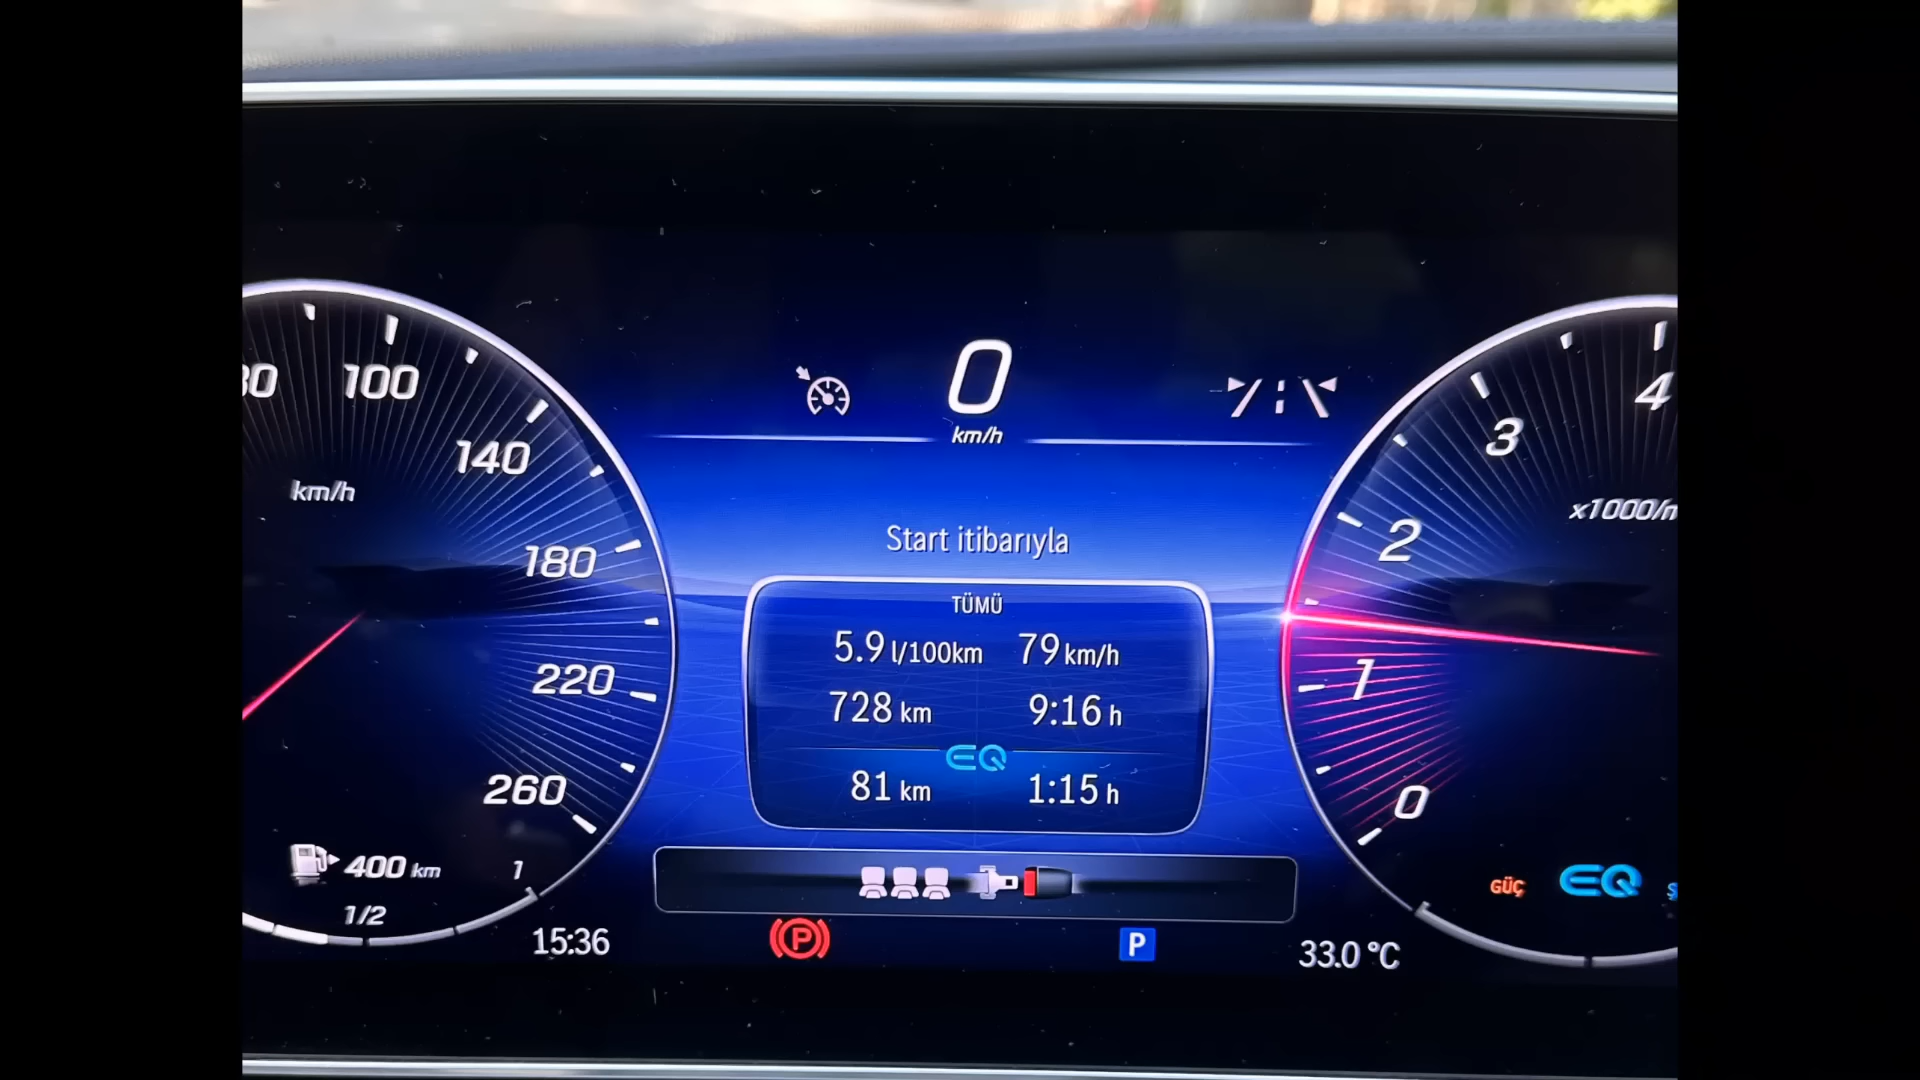 0
km/h
80
100
140
180
220
260
km/h
400 km
1/2
1
15:36
Start itibarıyla
TÜMÜ
5.9 l/100km 79 km/h
728 km 9:16 h
EQ
81 km 1:15 h
P
P
33.0 °C
4
3
2
1
0
x1000/m
GÜÇ
EQ